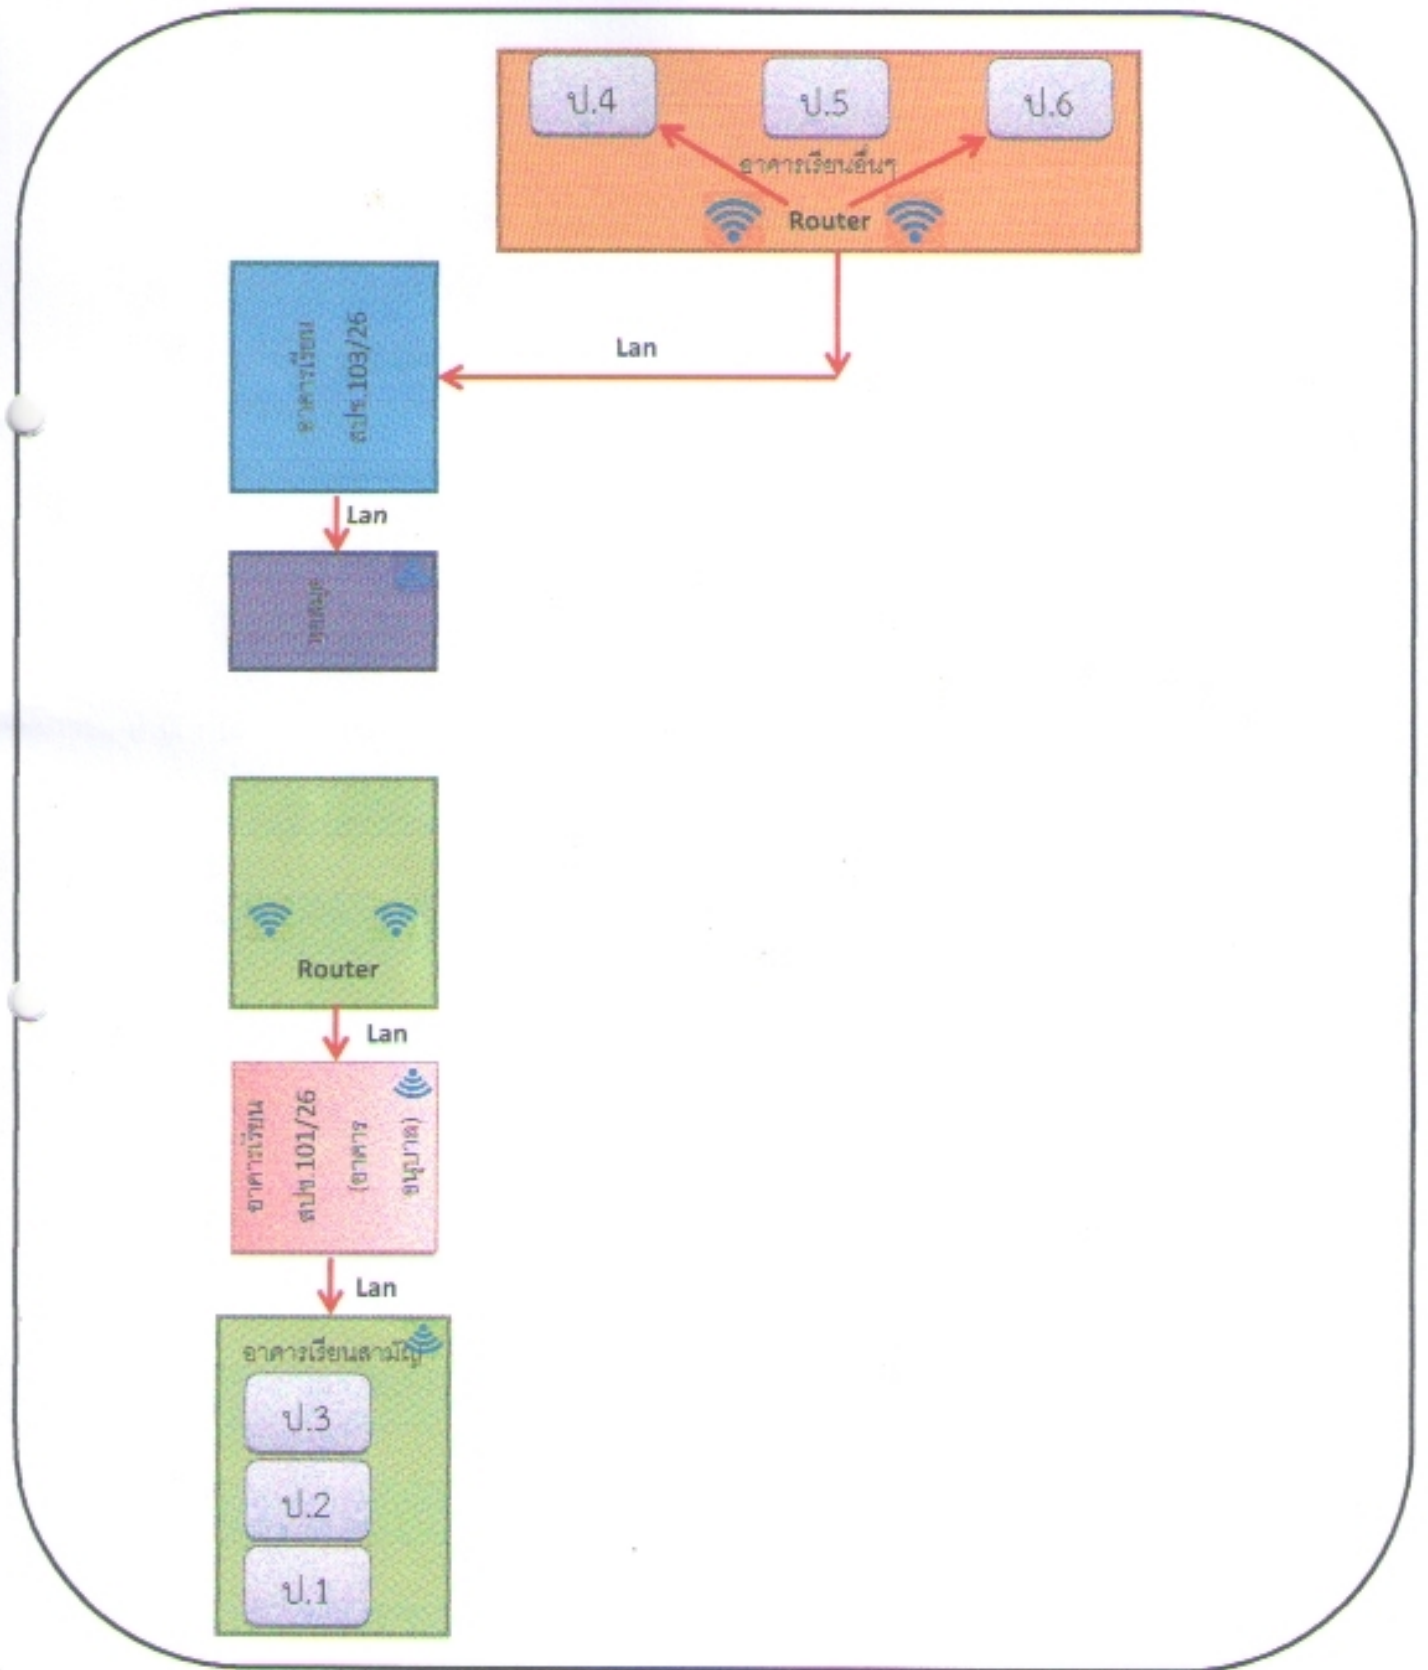 ป.4
ป.5
ป.6
อาคารเรียนอื่นๆ
Router
Lan
อาคารเรียน
สปช.103/26
Lan
Router
Lan
อาคารเรียน
สปช.101/26
(อาคาร
อนุบาล)
Lan
อาคารเรียนสามัญ
ป.3
ป.2
ป.1